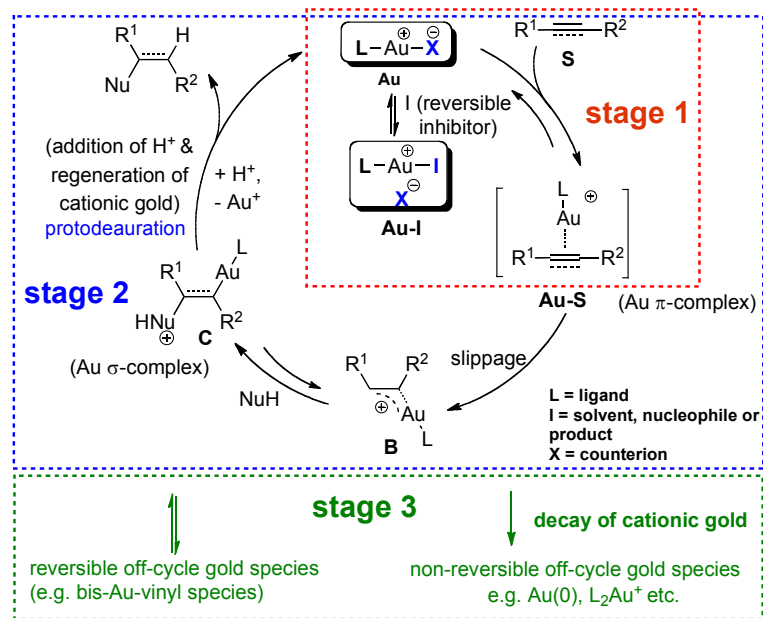 R1 H
Nu R2
L–Au–X
⊕ ⊖
Au
R1 R2
S
I (reversible
inhibitor)
stage 1
(addition of H+ &
regeneration of
cationic gold)
protodeauration
+ H+,
- Au+
⊕
L–Au–I
X⊖
Au-I
L
Au ⊕
R1 R2
Au-S
(Au π-complex)
stage 2
L
R1 Au
HNu R2
⊕ C
(Au σ-complex)
NuH
slippage
R1 R2
⊕ Au
B L
L = ligand
I = solvent, nucleophile or
product
X = counterion
stage 3
decay of cationic gold
reversible off-cycle gold species
(e.g. bis-Au-vinyl species)
non-reversible off-cycle gold species
e.g. Au(0), L2Au+ etc.